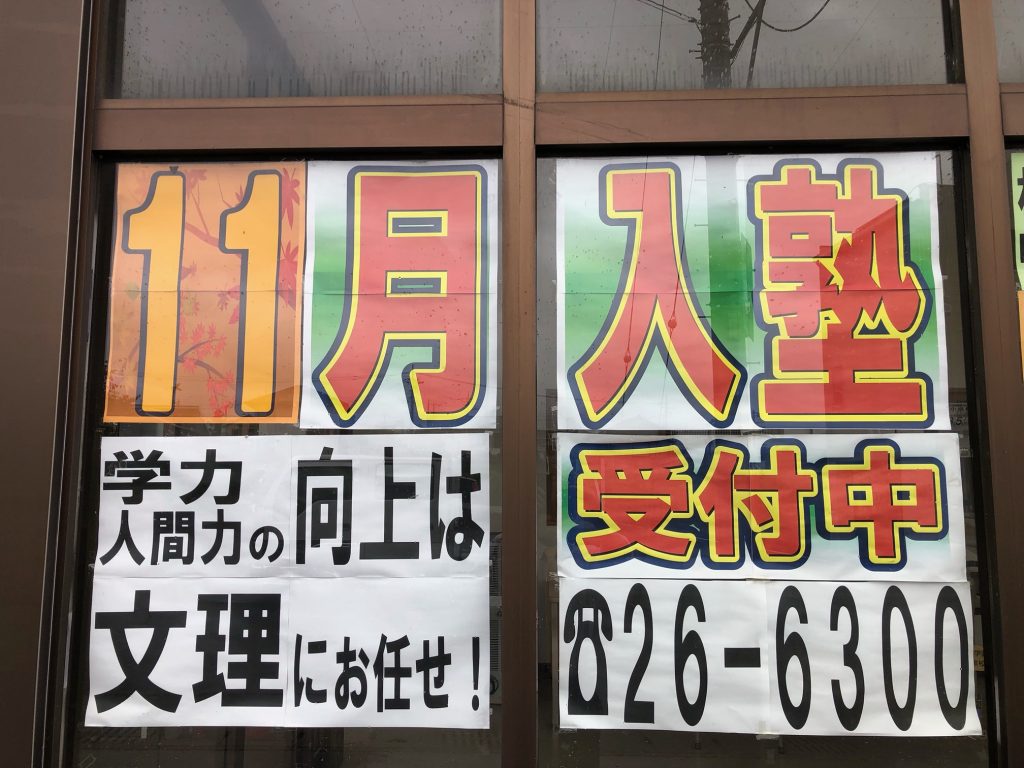 11月入塾
受付中
学力
人間力の向上は
文理にお任せ!
☎26-6300